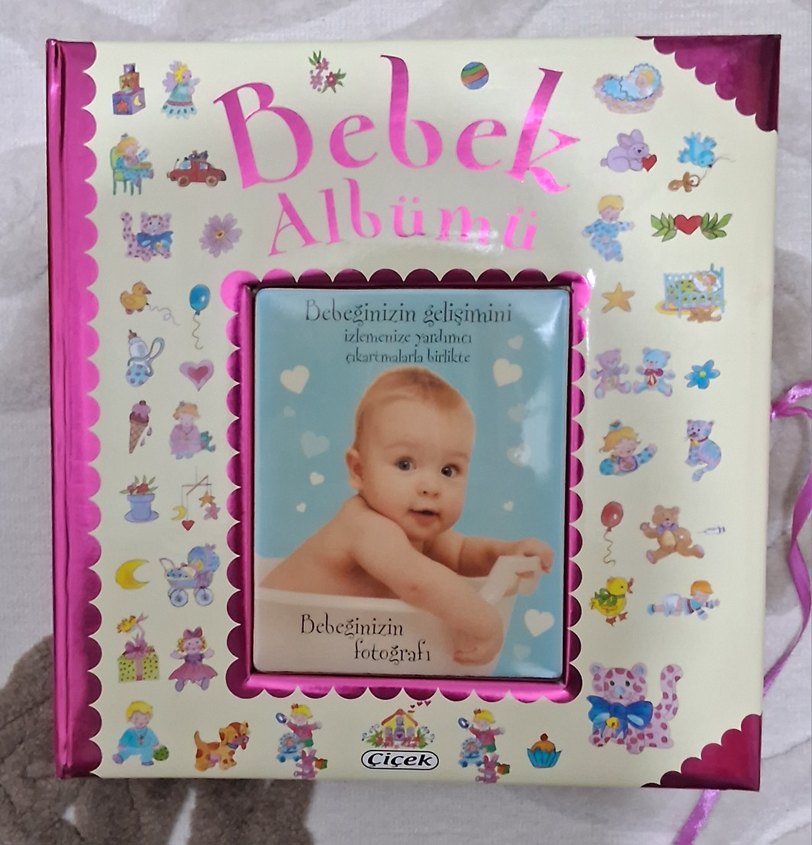 Bebek
Albümü
Bebeğinizin gelişimini
izlemenize yardımcı
çıkartmalarla birlikte
Bebeğinizin
fotoğrafı
Çiçek